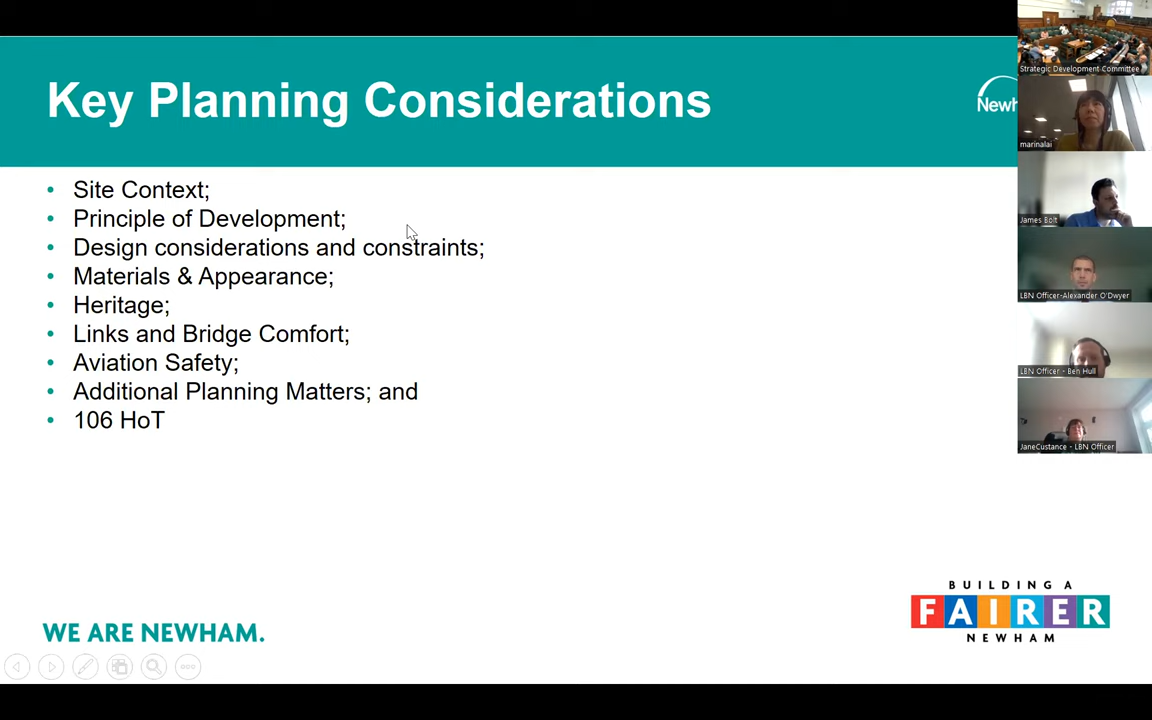 Key Planning Considerations
Newh
Site Context;
Principle of Development;
Design considerations and constraints;
Materials & Appearance;
Heritage;
Links and Bridge Comfort;
Aviation Safety;
Additional Planning Matters; and
106 HoT
WE ARE NEWHAM.
BUILDING A
FAIRER
NEWHAM
Strategic Development Committee
marinalai
James Bolt
LBN Officer-Alexander O'Dwyer
LBN Officer - Ben Hull
JaneCustance - LBN Officer